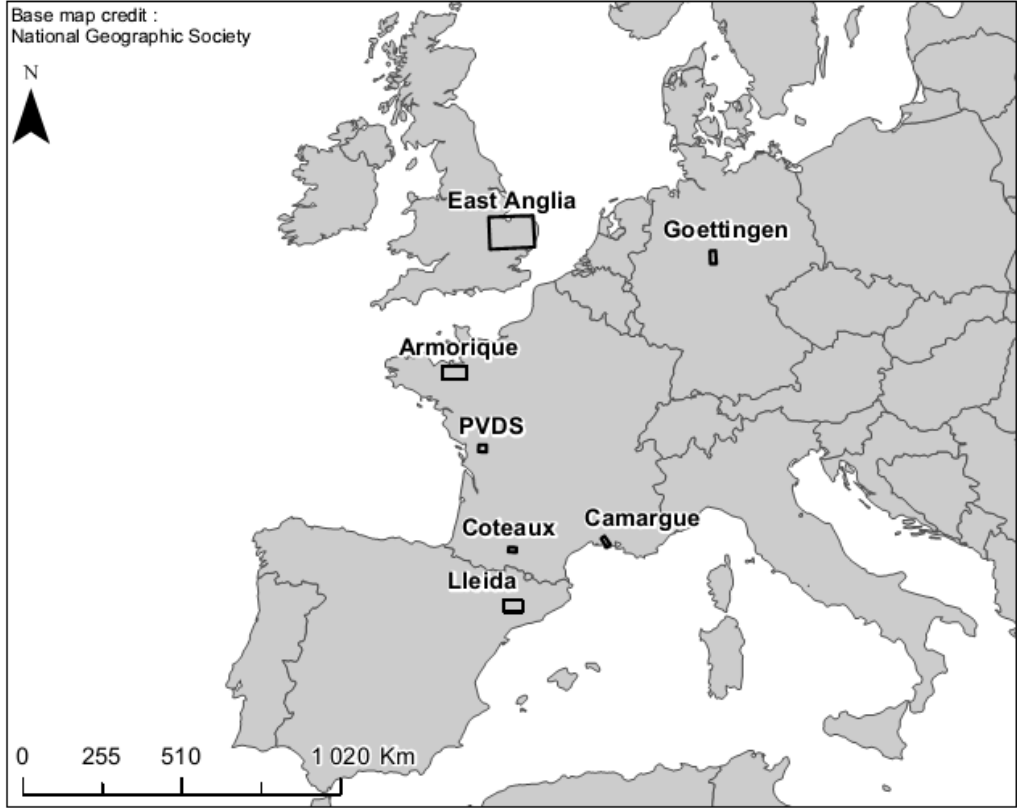 Base map credit :
National Geographic Society
N
East Anglia
Goettingen
Armorique
PVDS
Camargue
Coteaux
Lleida
0 255 510 1 020 Km